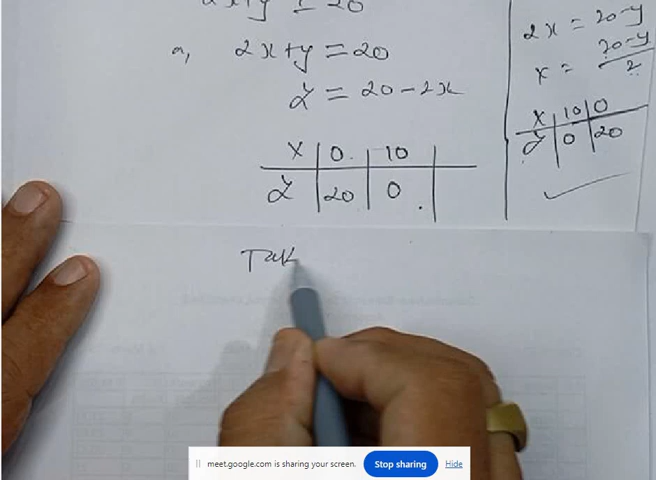 2x+y ≤ 20
n, 2x+y = 20
y = 20-2x
x | 0 | 10 |
y | 20 | 0 |
2x = 20-y
x = 20-y/2
x | 10 | 0
y | 0 | 20
Tak
meet.google.com is sharing your screen. Stop sharing Hide